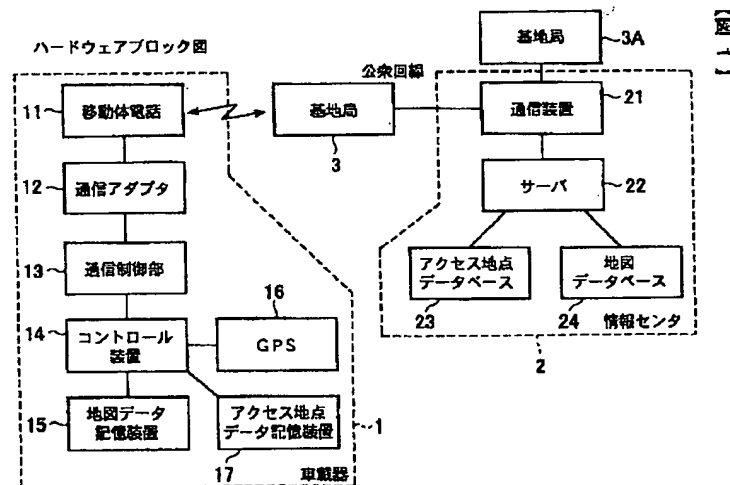 【図一】
ハードウェアブロック図
基地局
3A
公衆回線
11
移動体電話
基地局
3
通信装置
21
12
通信アダプタ
サーバ
22
13
通信制御部
アクセス地点
データベース
23
地図
データベース
24
情報センタ
2
16
GPS
14
コントロール
装置
15
地図データ
記憶装置
アクセス地点
データ記憶装置
17
1
車載器